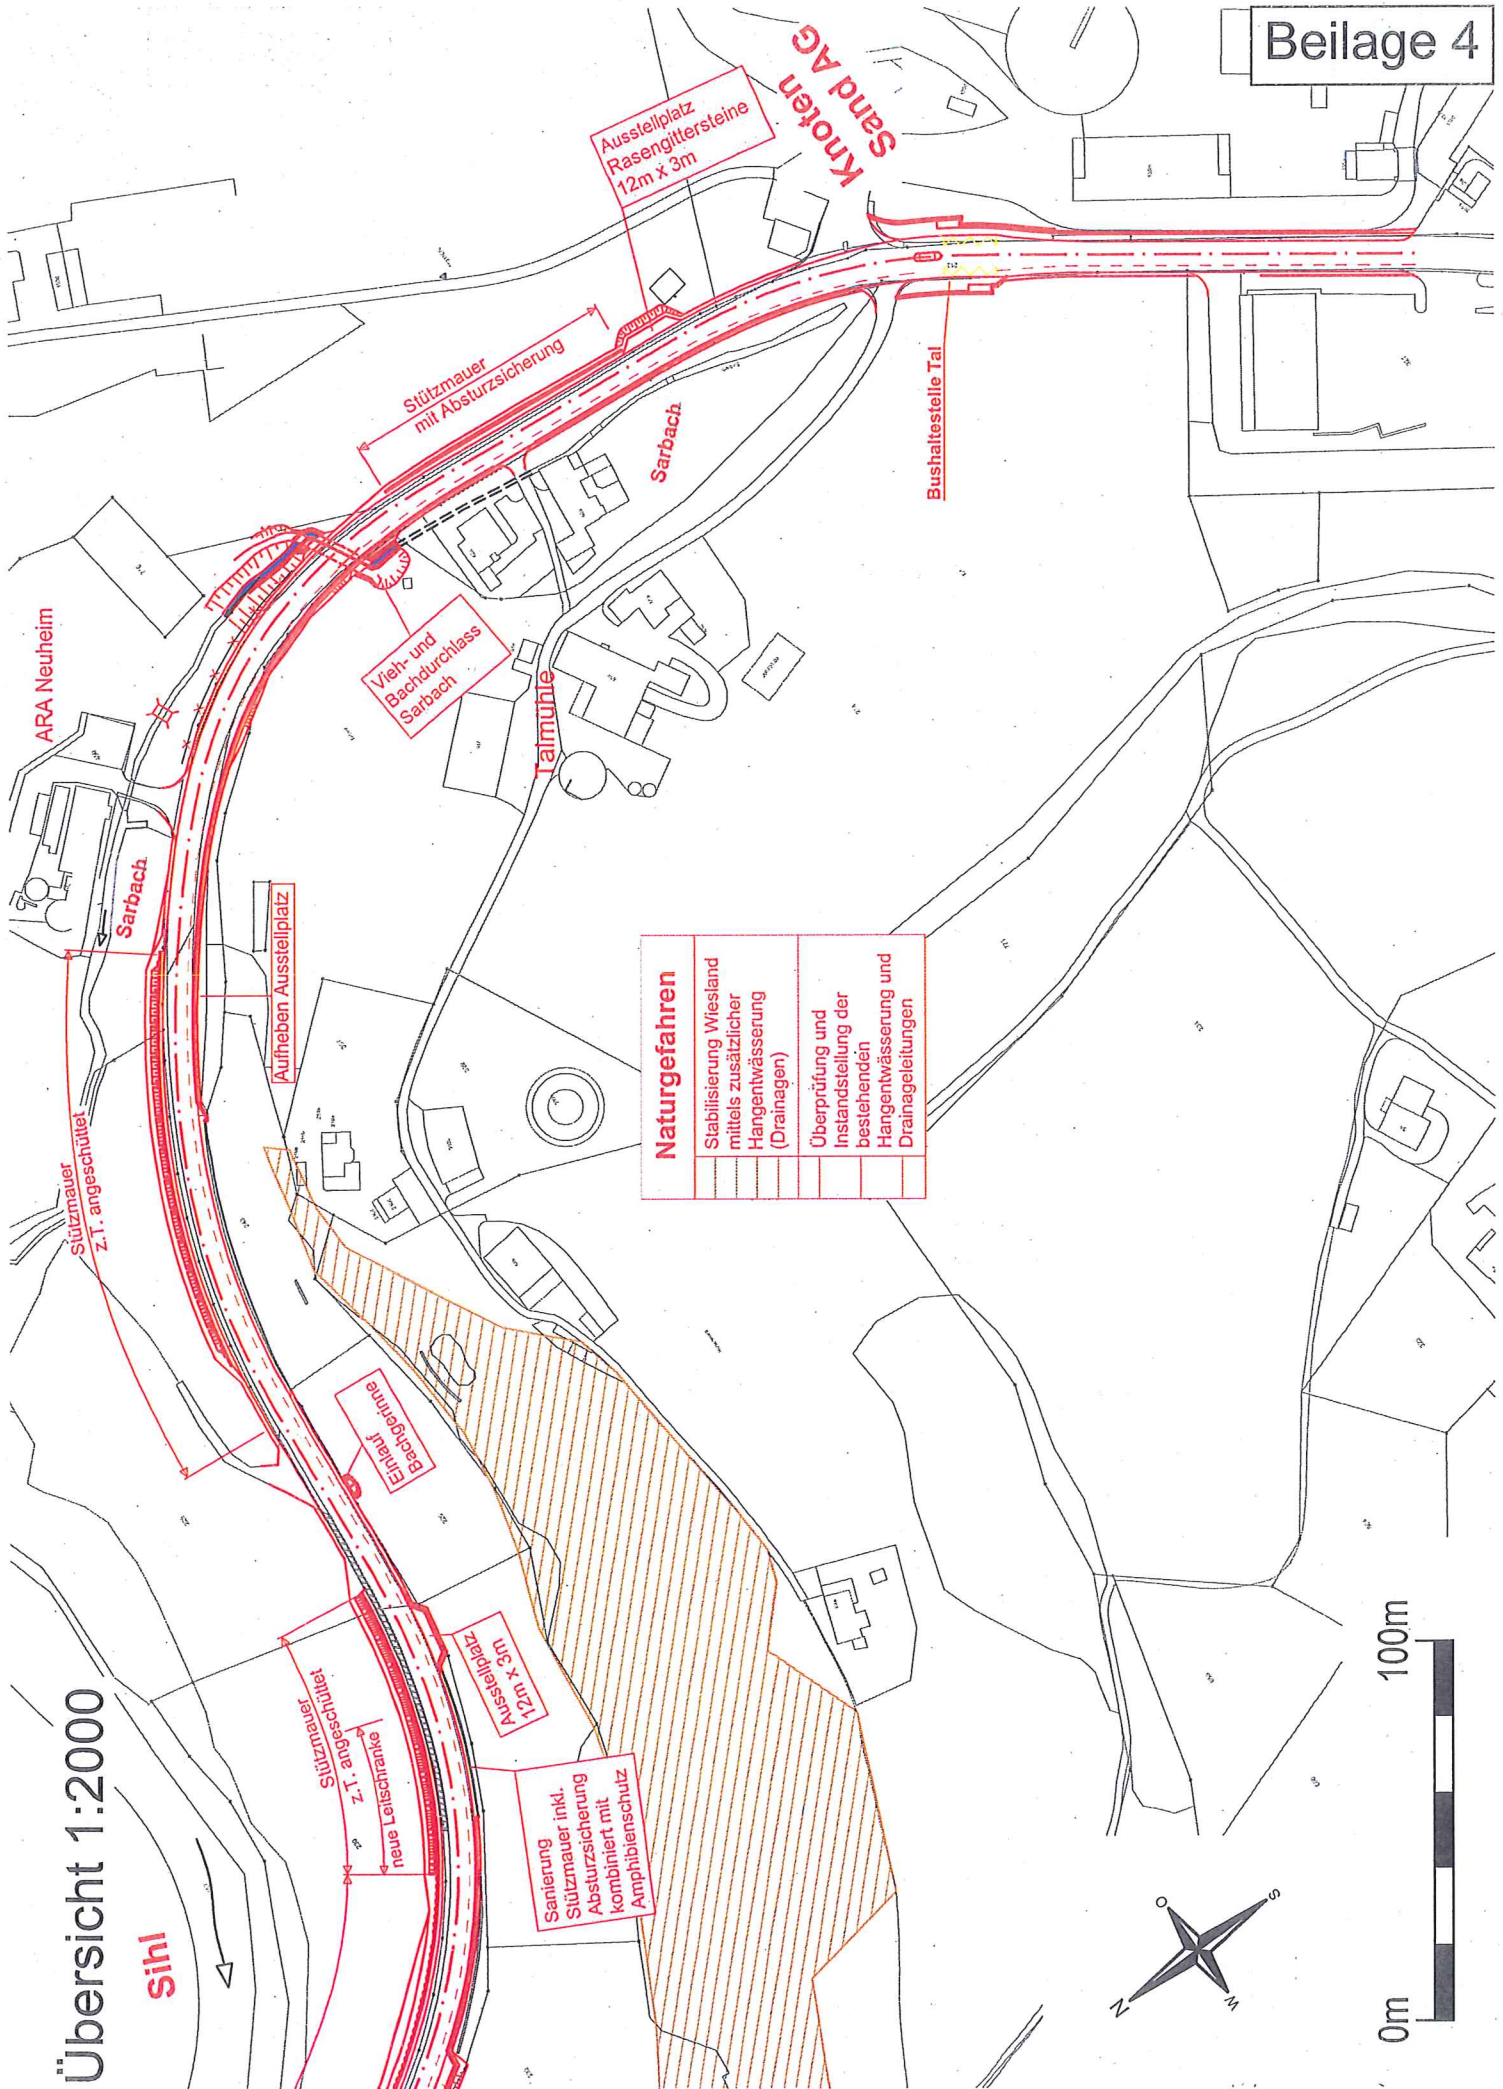 Beilage 4
Übersicht 1:2000
Sihl
Knoten
Sand AG
Ausstellplatz
Rasengittersteine
12m x 3m
Stützmauer
mit Absturzsicherung
Sarbach
Bushaltestelle Tal
ARA Neuheim
Vieh- und
Bachdurchlass
Sarbach
Talmühle
Sarbach
Aufheben Ausstellplatz
Stützmauer
z.T. angeschüttet
Naturgefahren
Stabilisierung Wiesland
mittels zusätzlicher
Hangentwässerung
(Drainagen)
Überprüfung und
Instandstellung der
bestehenden
Hangentwässerung und
Drainageleitungen
Einlauf
Bachgerinne
Ausstellplatz
12m x 3m
Stützmauer
z.T. angeschüttet
neue Leitschranke
Sanierung
Stützmauer inkl.
Absturzsicherung
kombiniert mit
Amphibienschutz
N
O
S
W
0m
100m